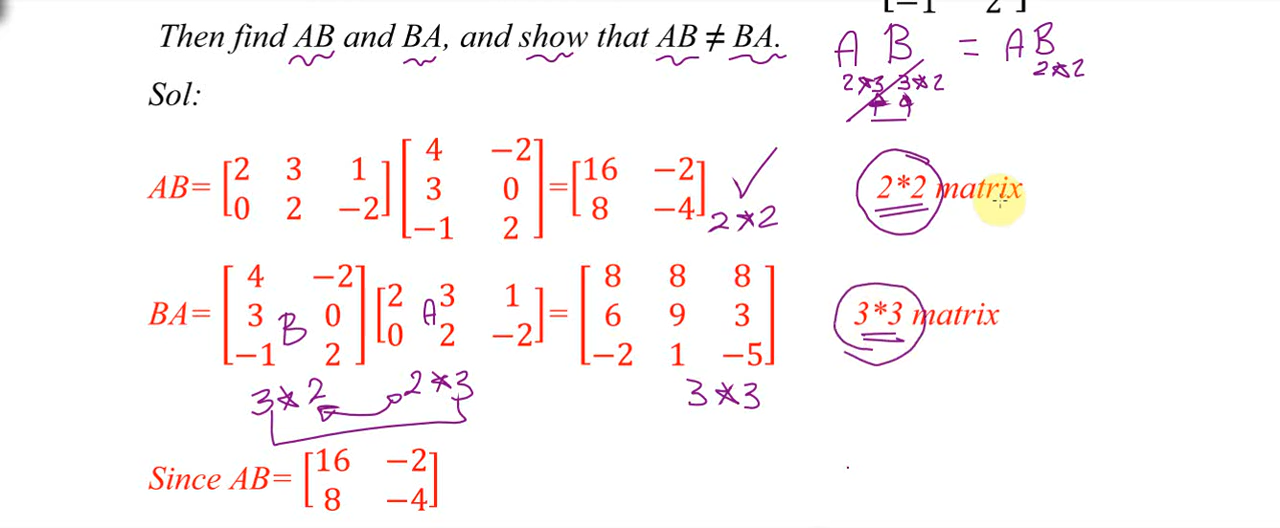 [−1 2]
Then find AB and BA, and show that AB ≠ BA. A B = AB
2*3 3*2 2*2
Sol:
AB= [2 3 1; 0 2 −2] [4 −2; 3 0; −1 2] = [16 −2; 8 −4] ✓ 2*2 2*2 matrix
BA= [4 −2; 3 0; −1 2] B [2 3 1; 0 2 −2] A = [8 8 8; 6 9 3; −2 1 −5] 3*3 matrix
3*2 2*3 3*3
Since AB= [16 −2; 8 −4]